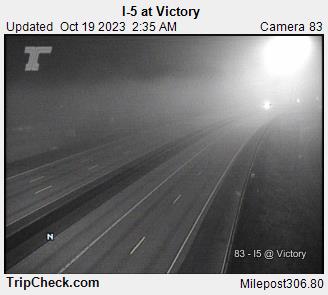 I-5 at Victory
Updated Oct 19 2023 2:35 AM Camera 83
T
N
83 - I5 @ Victory
TripCheck.com Milepost306.80